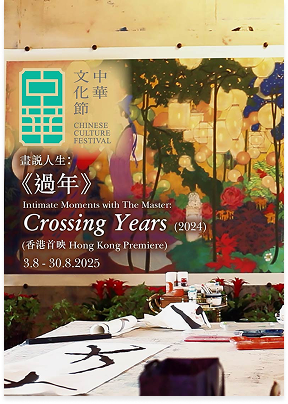 中華
文化節
CHINESE
CULTURE
FESTIVAL
畫説人生：
《過年》
Intimate Moments with The Master:
Crossing Years (2024)
(香港首映 Hong Kong Premiere)
3.8 - 30.8.2025